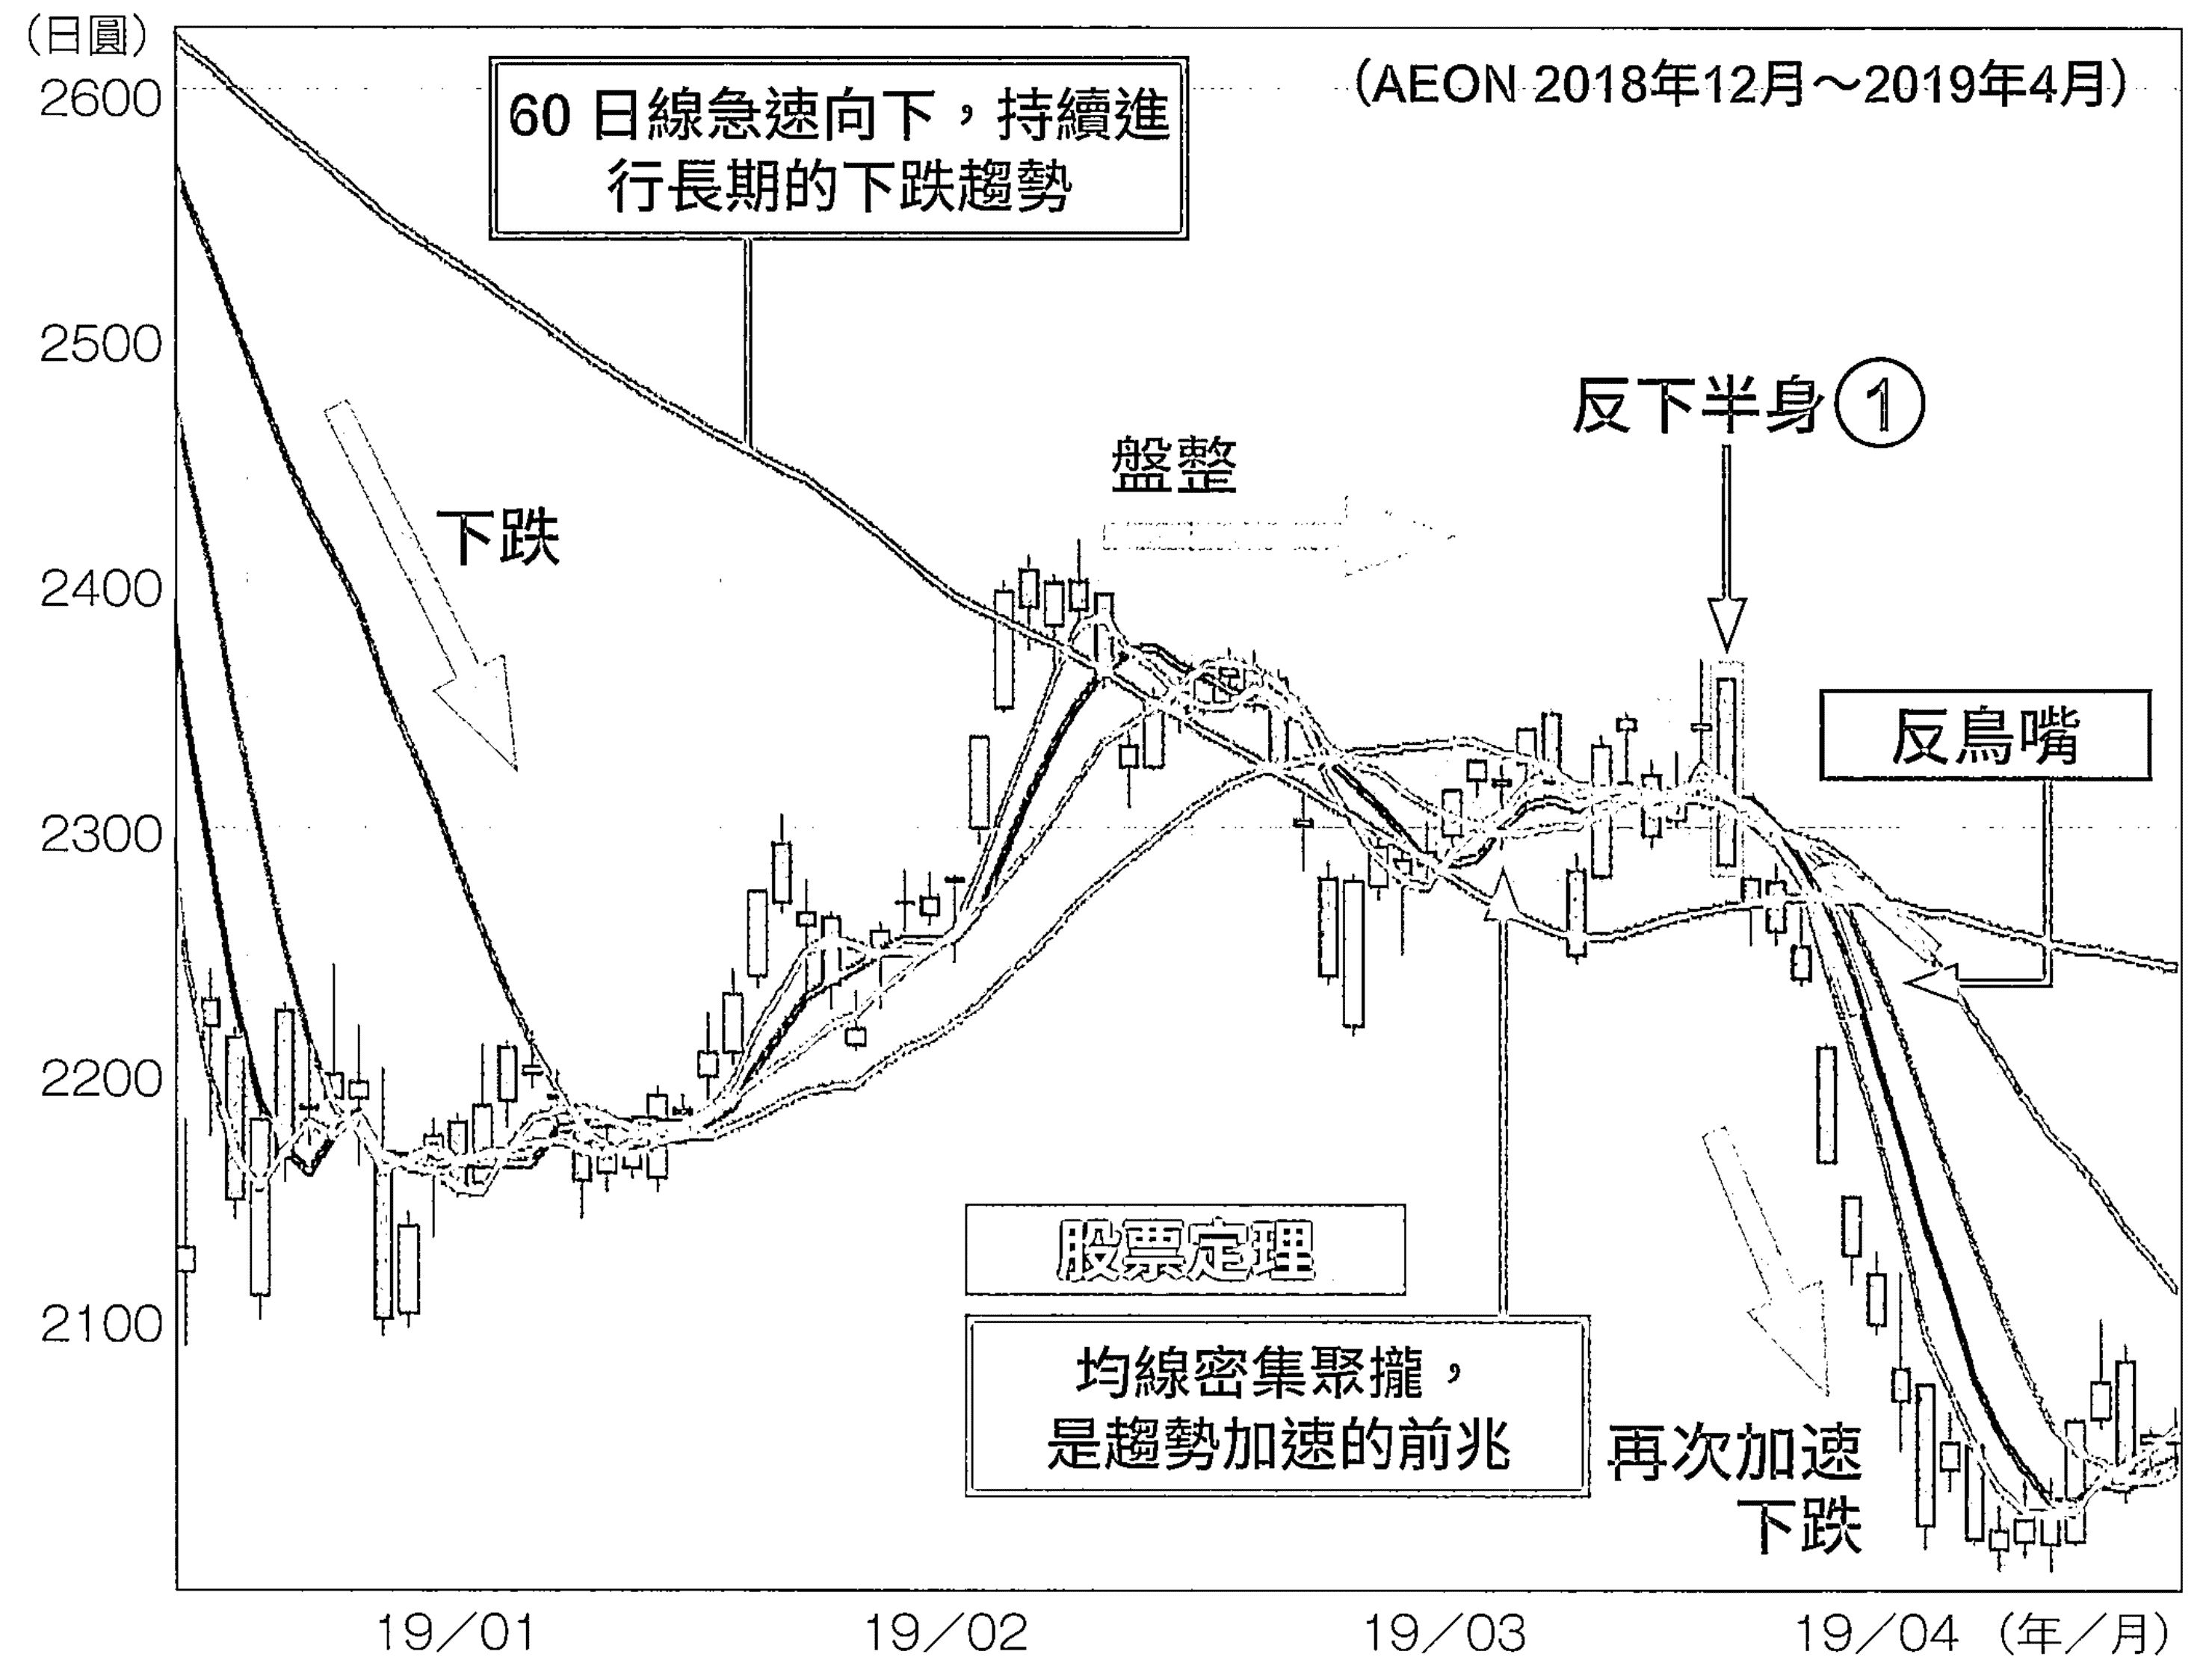 (日圓)
2600
2500
2400
2300
2200
2100
(AEON 2018年12月～2019年4月)
60日線急速向下，持續進
行長期的下跌趨勢
下跌
盤整
反下半身①
反鳥嘴
股票定理
均線密集聚攏，
是趨勢加速的前兆
再次加速
下跌
19/01
19/02
19/03
19/04
(年/月)